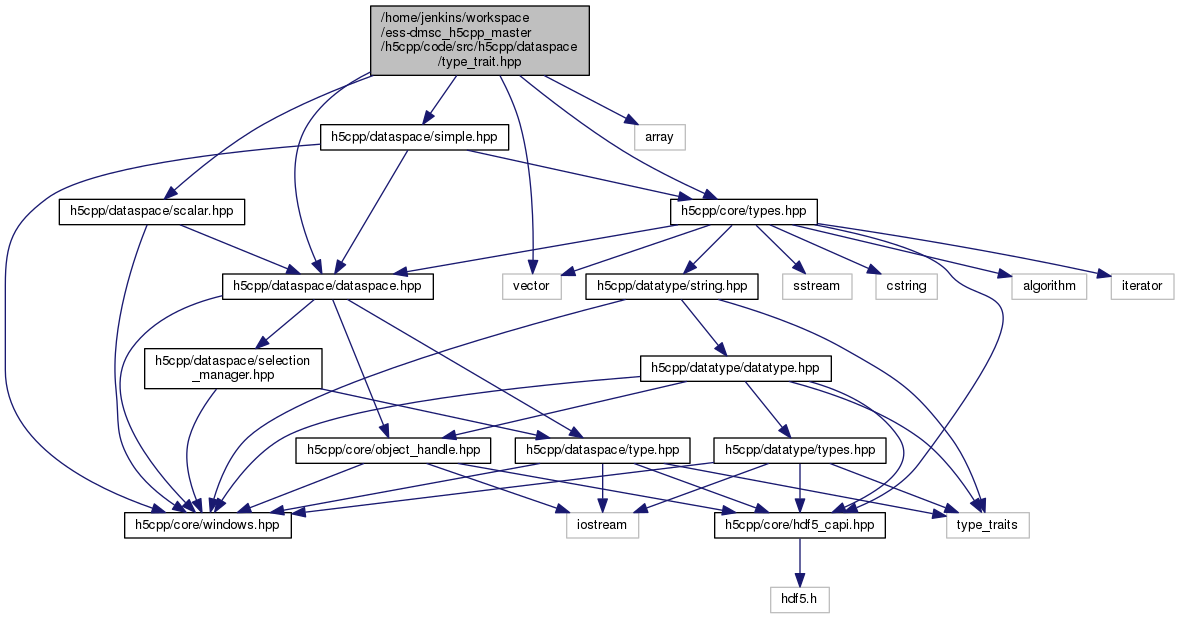 /home/jenkins/workspace
/ess-dmsc_h5cpp_master
/h5cpp/code/src/h5cpp/dataspace
/type_trait.hpp
h5cpp/dataspace/simple.hpp
array
h5cpp/dataspace/scalar.hpp
h5cpp/core/types.hpp
h5cpp/dataspace/dataspace.hpp
vector
h5cpp/datatype/string.hpp
sstream
cstring
algorithm
iterator
h5cpp/dataspace/selection
_manager.hpp
h5cpp/datatype/datatype.hpp
h5cpp/core/object_handle.hpp
h5cpp/dataspace/type.hpp
h5cpp/datatype/types.hpp
h5cpp/core/windows.hpp
iostream
h5cpp/core/hdf5_capi.hpp
type_traits
hdf5.h